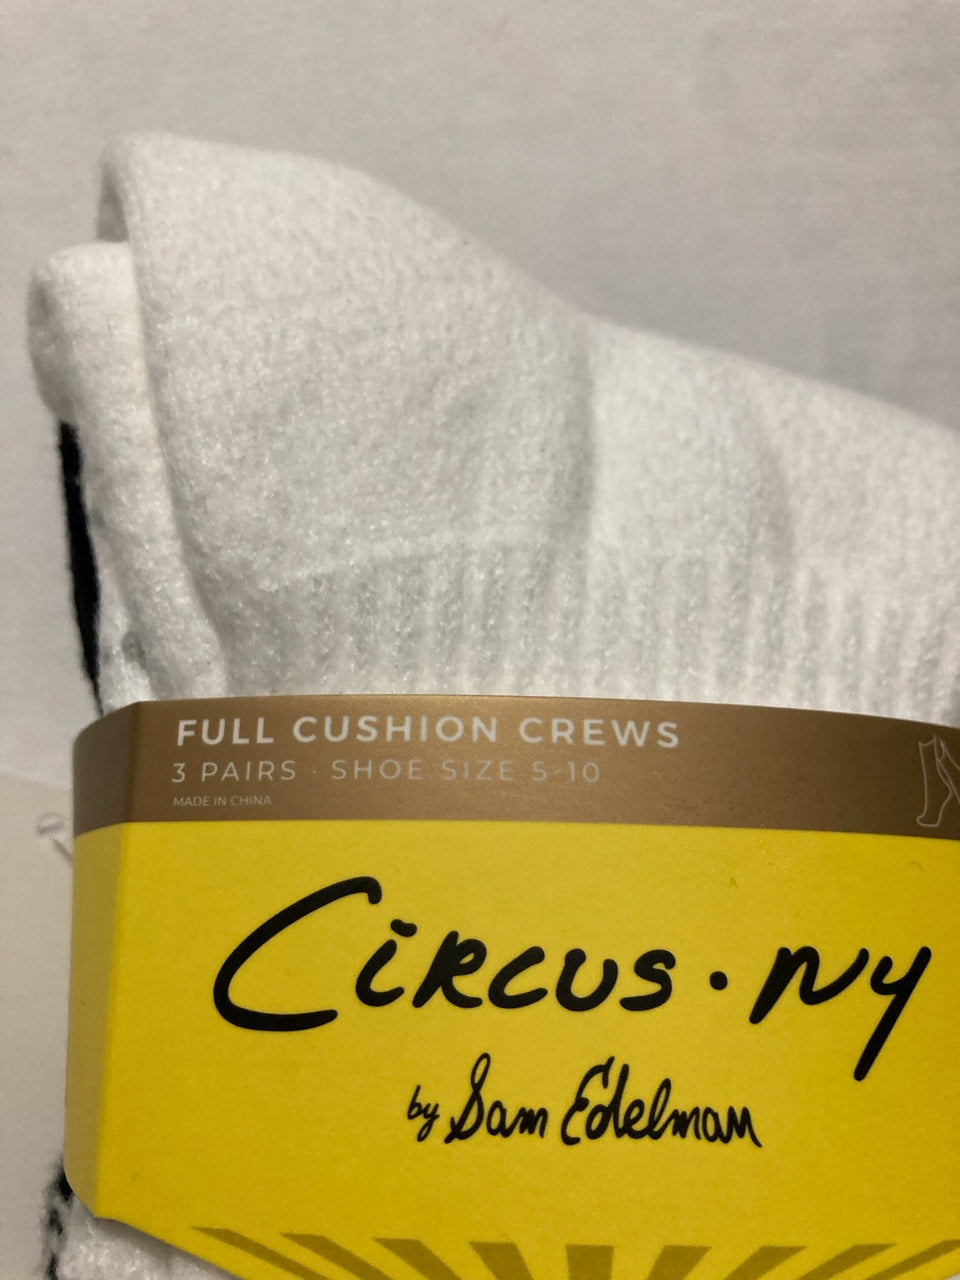 FULL CUSHION CREWS
3 PAIRS · SHOE SIZE 5-10
MADE IN CHINA
CIRCUS · NY
by Sam Edelman